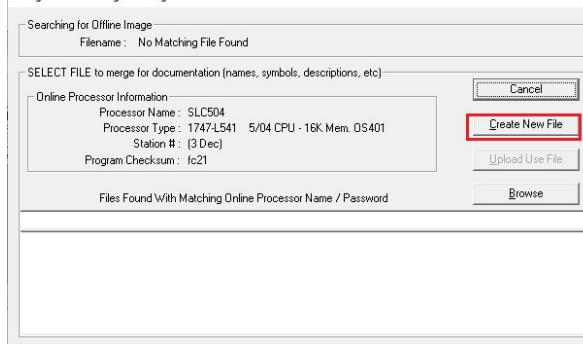 Searching for Offline Image
Filename : No Matching File Found
SELECT FILE to merge for documentation (names, symbols, descriptions, etc)
Cancel
Online Processor Information
Processor Name : SLC504
Create New File
Processor Type : 1747-L541 5/04 CPU - 16K Mem. OS401
Station # : (3 Dec)
Program Checksum : fc21
Upload Use File
Files Found With Matching Online Processor Name / Password
Browse